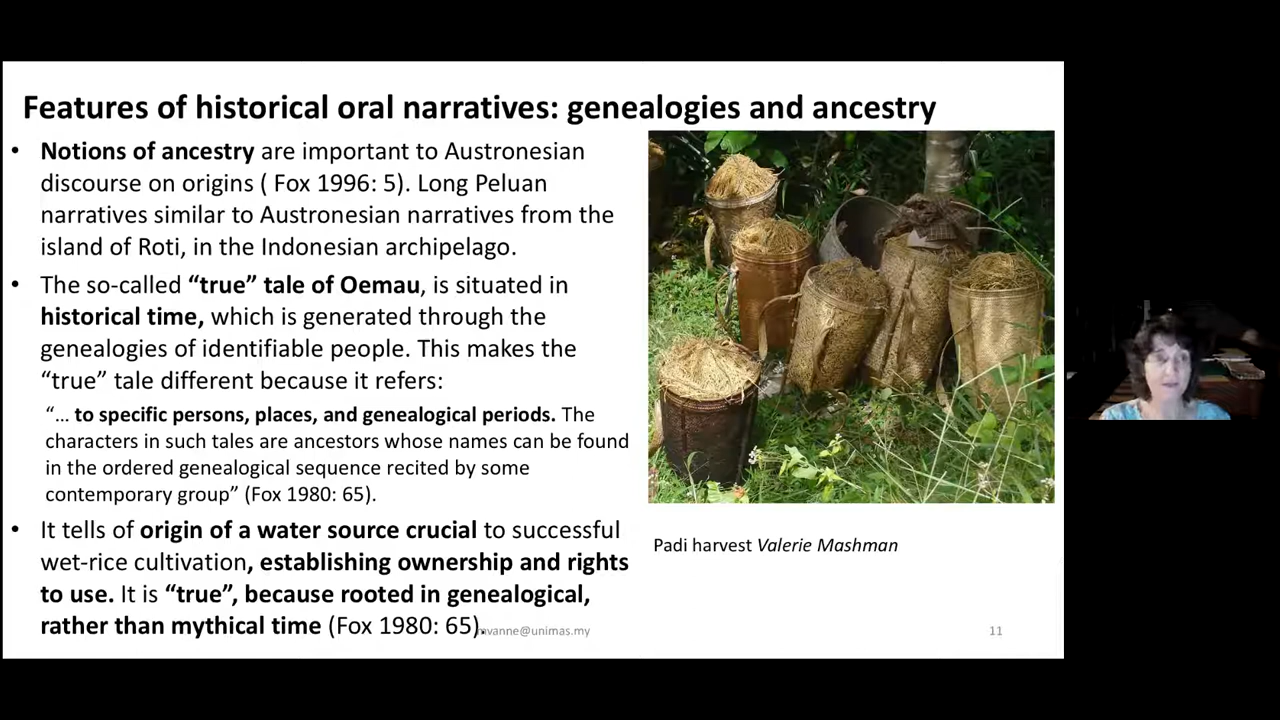 Features of historical oral narratives: genealogies and ancestry
• Notions of ancestry are important to Austronesian
discourse on origins ( Fox 1996: 5). Long Peluan
narratives similar to Austronesian narratives from the
island of Roti, in the Indonesian archipelago.
• The so-called “true” tale of Oemau, is situated in
historical time, which is generated through the
genealogies of identifiable people. This makes the
“true” tale different because it refers:
“... to specific persons, places, and genealogical periods. The
characters in such tales are ancestors whose names can be found
in the ordered genealogical sequence recited by some
contemporary group” (Fox 1980: 65).
• It tells of origin of a water source crucial to successful
wet-rice cultivation, establishing ownership and rights
to use. It is “true”, because rooted in genealogical,
rather than mythical time (Fox 1980: 65).
Padi harvest Valerie Mashman
mvanne@unimas.my
11